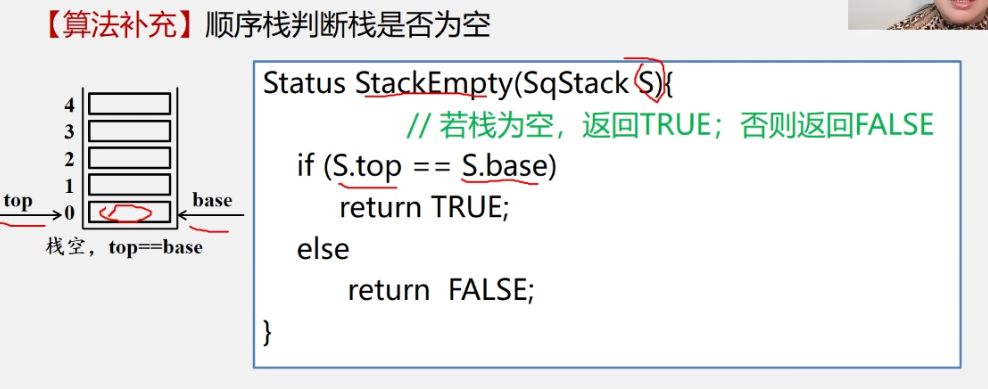 【算法补充】顺序栈判断栈是否为空
4
3
2
1
top
0
base
栈空，top==base
Status StackEmpty(SqStack S){
// 若栈为空，返回TRUE；否则返回FALSE
if (S.top == S.base)
return TRUE;
else
return FALSE;
}